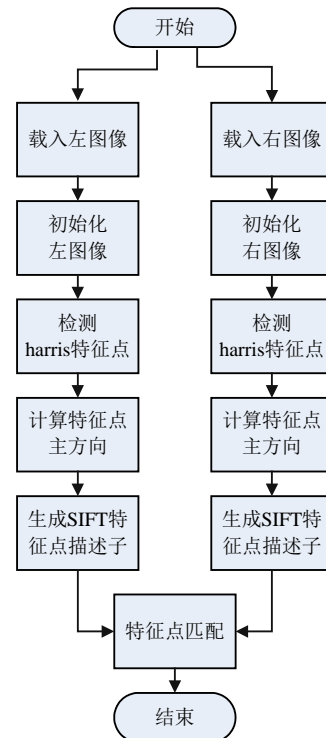 开始
载入左图像
初始化
左图像
检测
harris特征点
计算特征点
主方向
生成SIFT特
征点描述子
载入右图像
初始化
右图像
检测
harris特征点
计算特征点
主方向
生成SIFT特
征点描述子
特征点匹配
结束